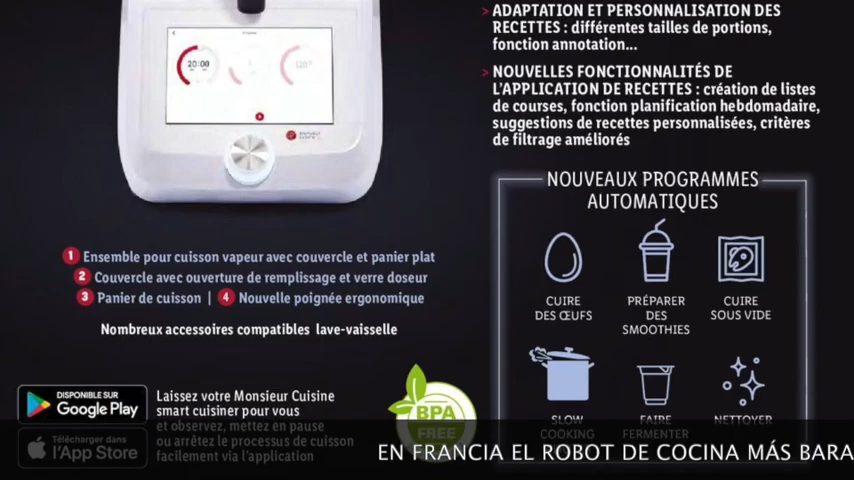 20:00
> ADAPTATION ET PERSONNALISATION DES
RECETTES : différentes tailles de portions,
fonction annotation...
> NOUVELLES FONCTIONNALITÉS DE
L'APPLICATION DE RECETTES : création de listes
de courses, fonction planification hebdomadaire,
suggestions de recettes personnalisées, critères
de filtrage améliorés
1 Ensemble pour cuisson vapeur avec couvercle et panier plat
2 Couvercle avec ouverture de remplissage et verre doseur
3 Panier de cuisson | 4 Nouvelle poignée ergonomique
Nombreux accessoires compatibles lave-vaisselle
NOUVEAUX PROGRAMMES
AUTOMATIQUES
CUIRE
DES ŒUFS
PRÉPARER
DES
SMOOTHIES
CUIRE
SOUS VIDE
SLOW
COOKING
FAIRE
FERMENTER
NETTOYER
DISPONIBLE SUR
Google Play
Télécharger dans
l'App Store
Laissez votre Monsieur Cuisine
smart cuisiner pour vous
et observez, mettez en pause
ou arrêtez le processus de cuisson
facilement via l'application
BPA
FREE
EN FRANCIA EL ROBOT DE COCINA MÁS BARA